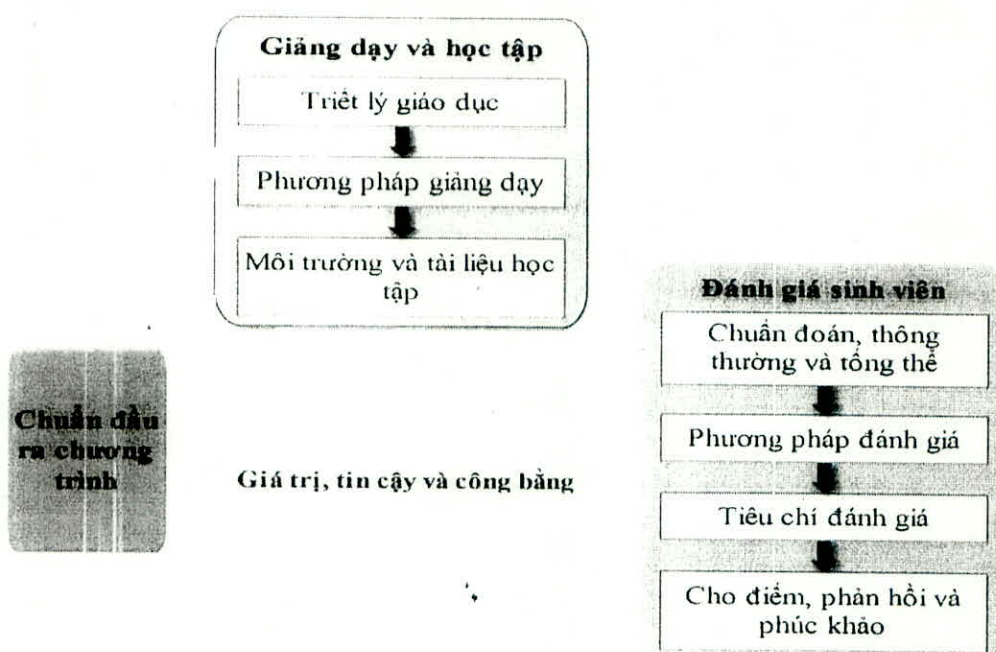 Giảng dạy và học tập
Triết lý giáo dục
Phương pháp giảng dạy
Môi trường và tài liệu học
tập
Chuẩn đầu
ra chương
trình
Giá trị, tin cậy và công bằng
Đánh giá sinh viên
Chuẩn đoán, thông
thường và tổng thể
Phương pháp đánh giá
Tiêu chí đánh giá
Cho điểm, phản hồi và
phúc khảo